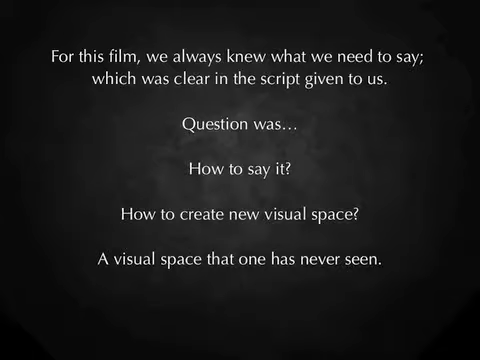 For this film, we always knew what we need to say;
which was clear in the script given to us.
Question was…
How to say it?
How to create new visual space?
A visual space that one has never seen.